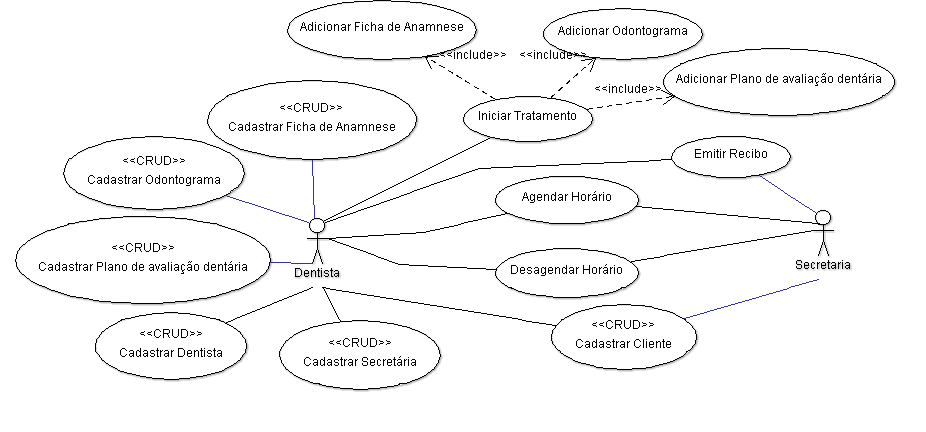 Adicionar Ficha de Anamnese
Adicionar Odontograma
<<include>>
<<include>>
Adicionar Plano de avaliação dentária
<<include>>
<<CRUD>>
Cadastrar Ficha de Anamnese
Iniciar Tratamento
<<CRUD>>
Cadastrar Odontograma
Emitir Recibo
Agendar Horário
<<CRUD>>
Cadastrar Plano de avaliação dentária
Dentista
Desagendar Horário
Secretaria
<<CRUD>>
Cadastrar Dentista
<<CRUD>>
Cadastrar Secretária
<<CRUD>>
Cadastrar Cliente